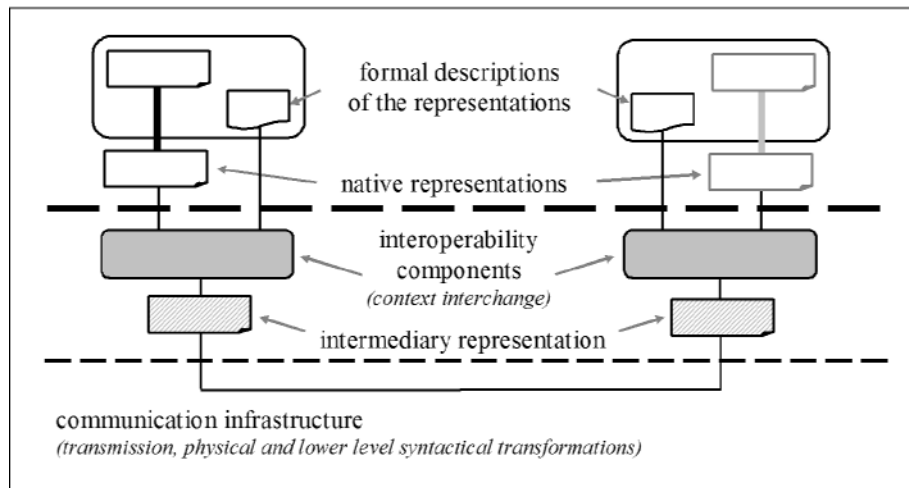 formal descriptions
of the representations
native representations
interoperability
components
(context interchange)
intermediary representation
communication infrastructure
(transmission, physical and lower level syntactical transformations)